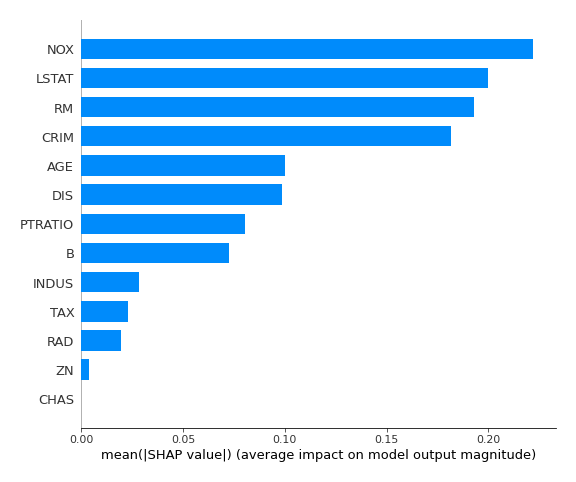 NOX
LSTAT
RM
CRIM
AGE
DIS
PTRATIO
B
INDUS
TAX
RAD
ZN
CHAS
0.00 0.05 0.10 0.15 0.20
mean(|SHAP value|) (average impact on model output magnitude)